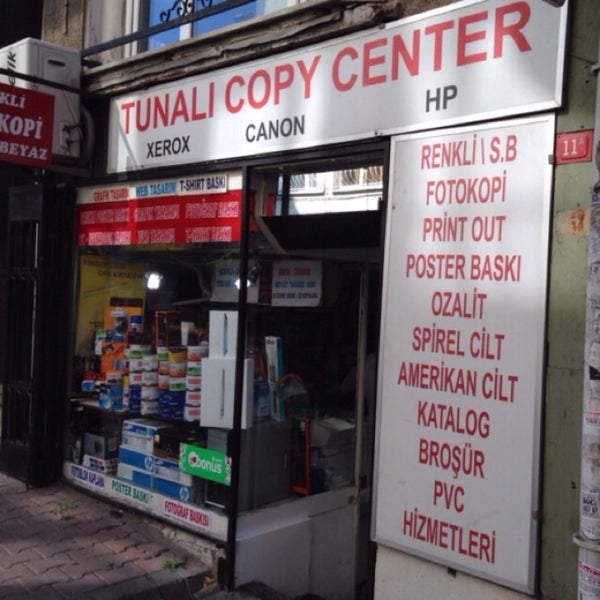 TUNALI COPY CENTER
XEROX
CANON
HP
KLİ
KOPİ
BEYAZ
11
RENKLİ \ S.B
FOTOKOPİ
PRINT OUT
POSTER BASKI
OZALİT
SPİREL CİLT
AMERİKAN CİLT
KATALOG
BROŞÜR
PVC
HİZMETLERİ
GRAFİK TASARIM WEB TASARIM T-SHIRT BASKI
bonus
hp
POSTER BASKI
FOTOĞRAF BASKISI